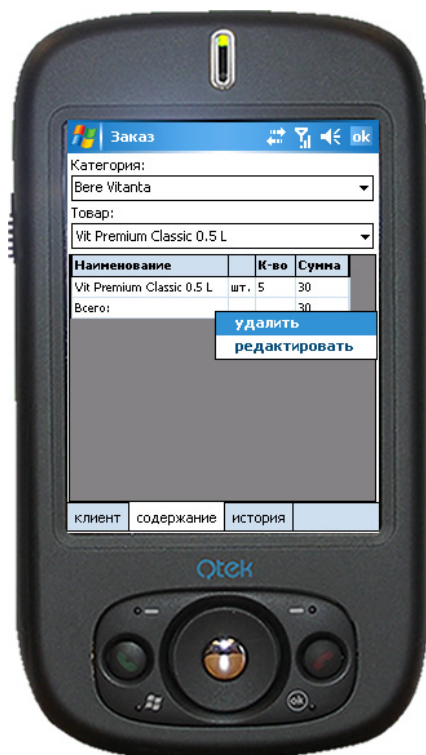 Заказ
ok
Категория:
Bere Vitanta
Товар:
Vit Premium Classic 0.5 L
Наименование К-во Сумма
Vit Premium Classic 0.5 L шт. 5 30
Всего: 30
удалить
редактировать
клиент содержание история
Qtek
ok